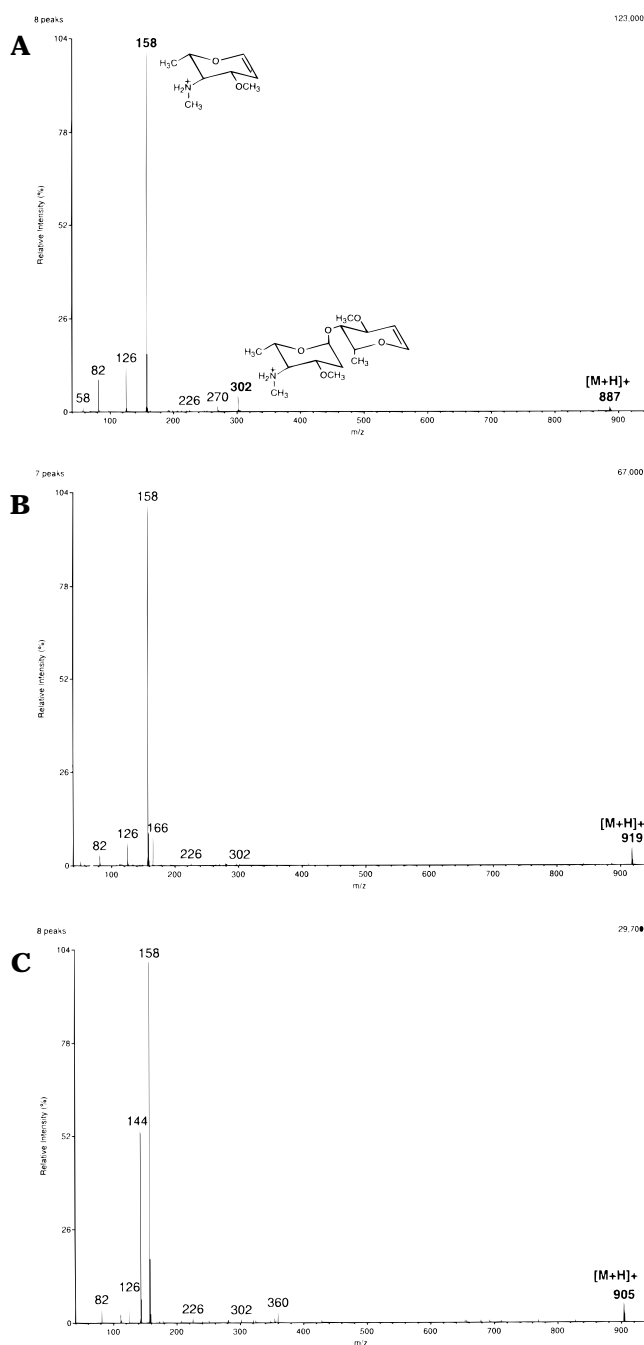 8 peaks
123,000
A
104
158
H₃C
O
H₂N
+
OCH₃
CH₃
78
52
26
Relative Intensity (%)
H₃CO
O
O
O
H₃C
CH₃
H₂N
+
OCH₃
CH₃
58
82
126
226
270
302
[M+H]+
887
0
100 200 300 400 500 600 700 800 900
m/z
7 peaks
67,000
B
104
158
78
52
26
Relative Intensity (%)
82
126
166
226
302
[M+H]+
919
0
100 200 300 400 500 600 700 800 900
m/z
8 peaks
C
104
158
78
144
52
26
Relative Intensity (%)
82
126
226
302
360
[M+H]+
905
0
100 200 300 400 500 600 700 800 900
m/z